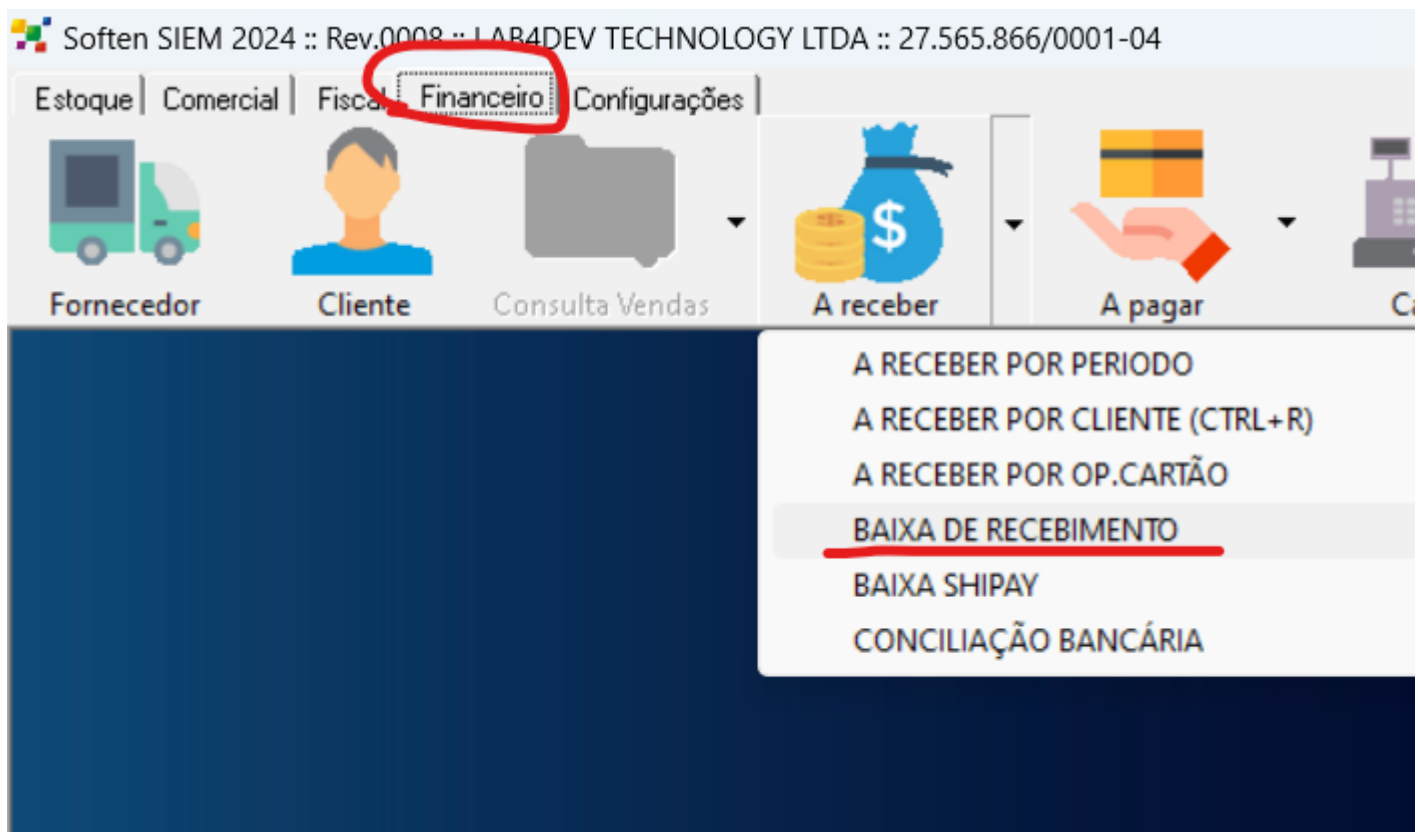 Soften SIEM 2024 :: Rev.0008 :: LAB4DEV TECHNOLOGY LTDA :: 27.565.866/0001-04
Estoque Comercial Fiscal Financeiro Configurações
$
Fornecedor Cliente Consulta Vendas A receber A pagar
A RECEBER POR PERIODO
A RECEBER POR CLIENTE (CTRL+R)
A RECEBER POR OP.CARTÃO
BAIXA DE RECEBIMENTO
BAIXA SHIPAY
CONCILIAÇÃO BANCÁRIA